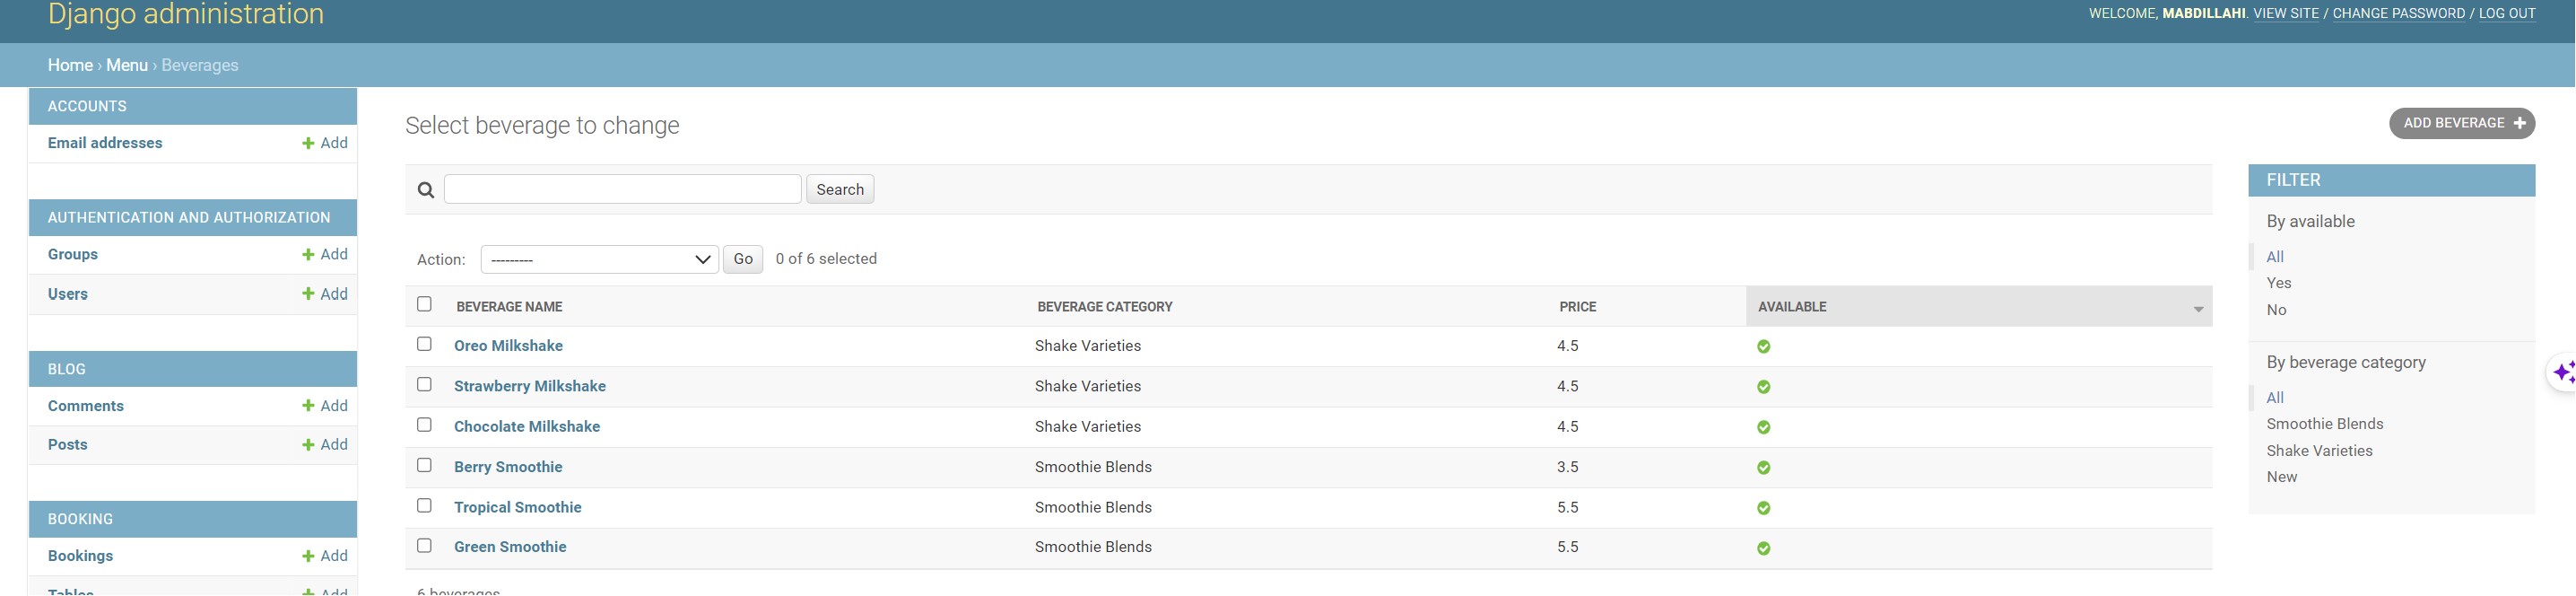 Django administration
WELCOME, MABDILLAHI. VIEW SITE / CHANGE PASSWORD / LOG OUT
Home › Menu › Beverages
ACCOUNTS
Email addresses + Add
AUTHENTICATION AND AUTHORIZATION
Groups + Add
Users + Add
BLOG
Comments + Add
Posts + Add
BOOKING
Bookings + Add
Tables + Add
Select beverage to change
ADD BEVERAGE +
Search
Action: --------- Go 0 of 6 selected
BEVERAGE NAME BEVERAGE CATEGORY PRICE AVAILABLE
Oreo Milkshake Shake Varieties 4.5
Strawberry Milkshake Shake Varieties 4.5
Chocolate Milkshake Shake Varieties 4.5
Berry Smoothie Smoothie Blends 3.5
Tropical Smoothie Smoothie Blends 5.5
Green Smoothie Smoothie Blends 5.5
6 beverages
FILTER
By available
All
Yes
No
By beverage category
All
Smoothie Blends
Shake Varieties
New